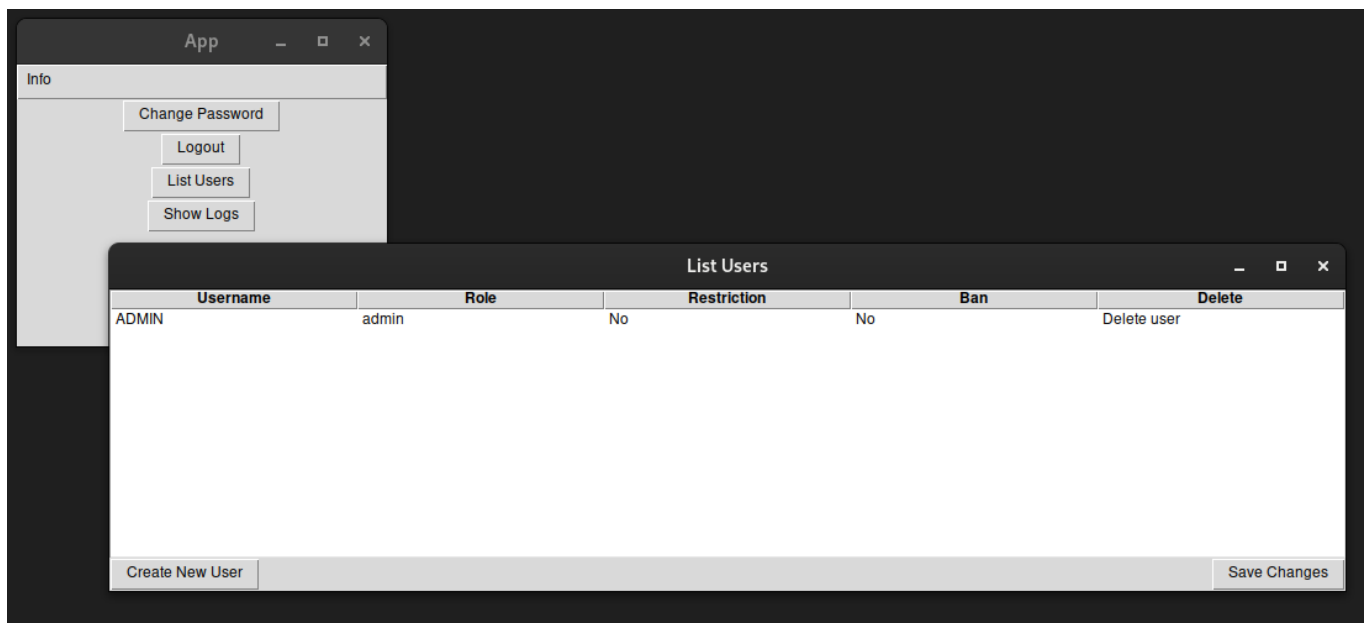 App
Info
Change Password
Logout
List Users
Show Logs
List Users
Username Role Restriction Ban Delete
ADMIN admin No No Delete user
Create New User Save Changes